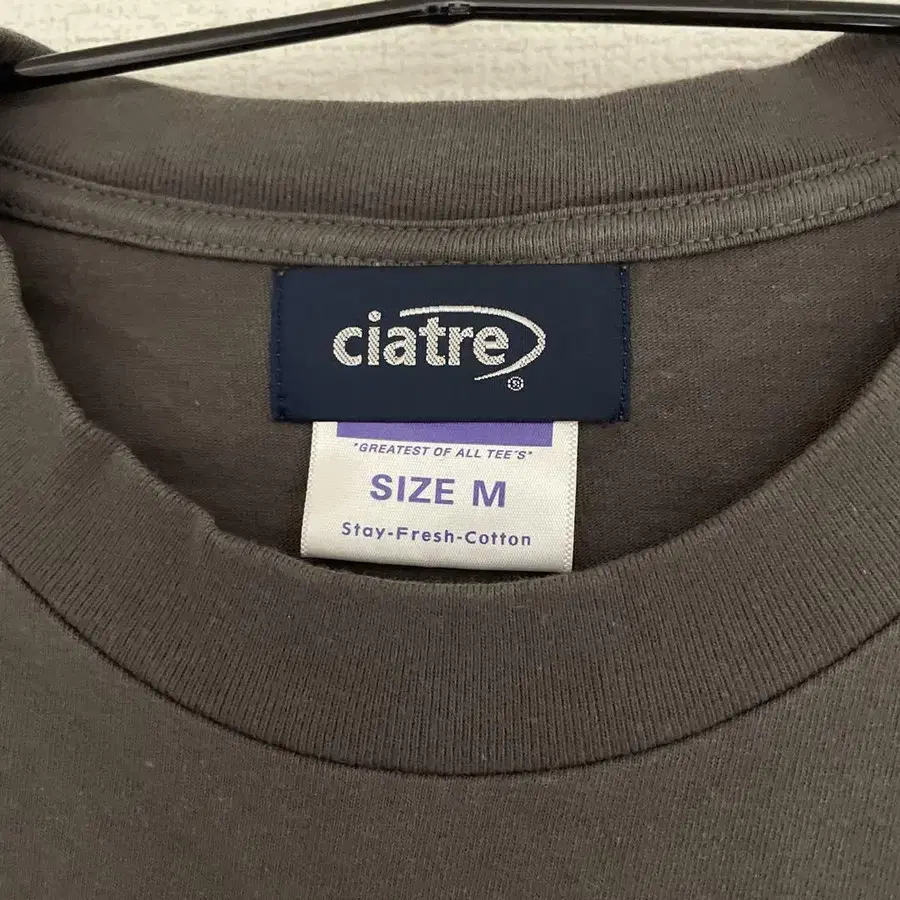 ciatre
"GREATEST OF ALL TEE'S"
SIZE M
Stay-Fresh-Cotton